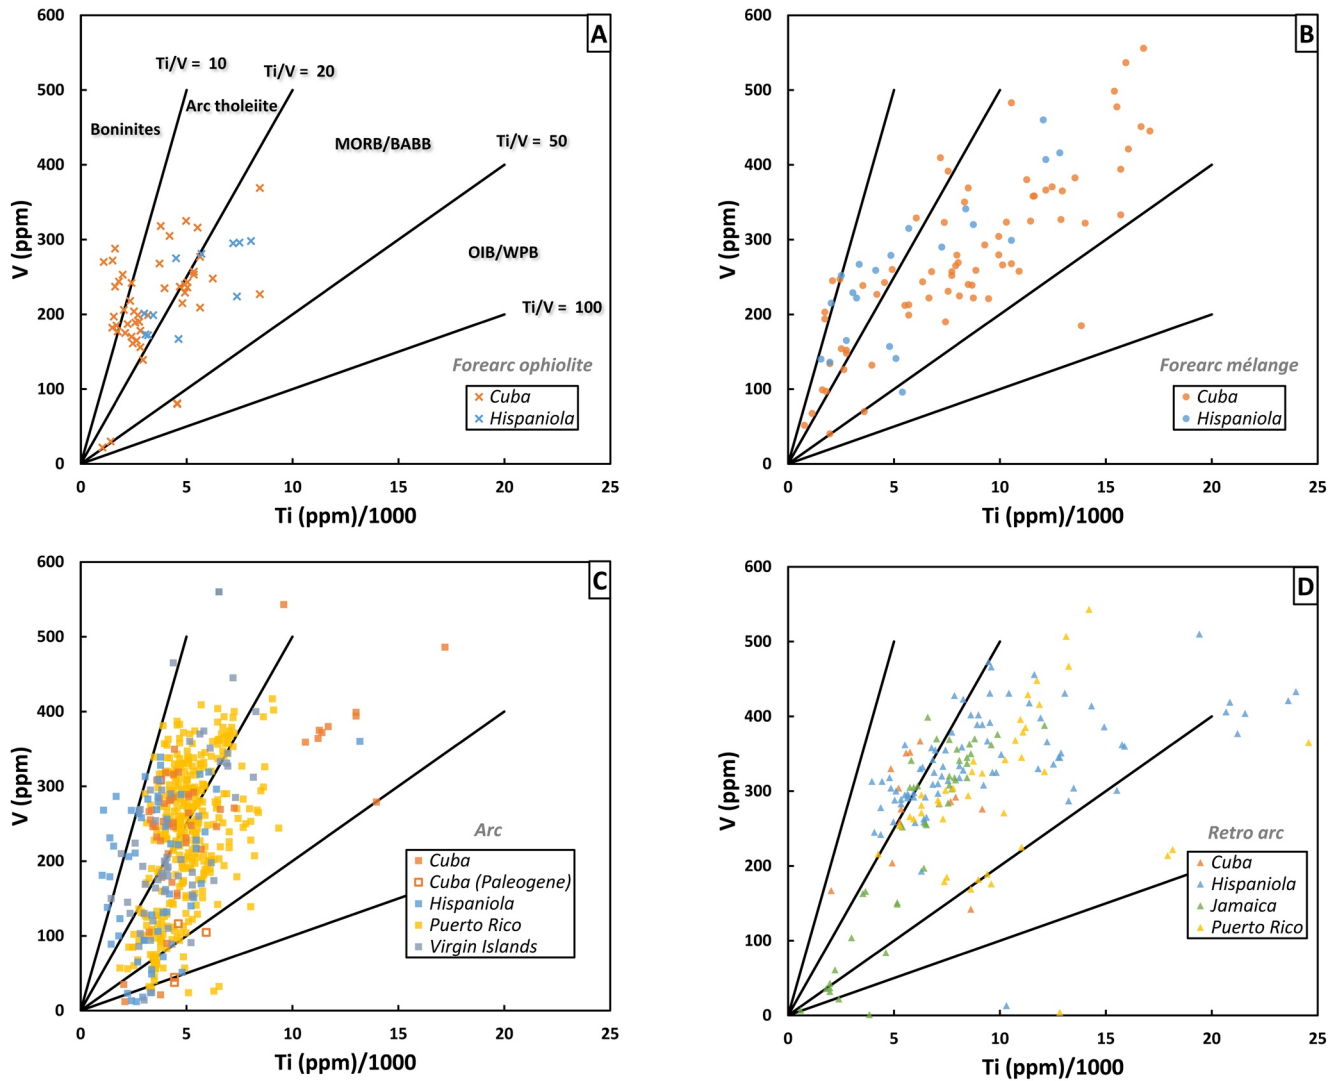 A
600
500
400
300
200
100
0
V (ppm)
Ti/V = 10
Ti/V = 20
Boninites
Arc tholeiite
MORB/BABB
Ti/V = 50
OIB/WPB
Ti/V = 100
Forearc ophiolite
Cuba
Hispaniola
0 5 10 15 20 25
Ti (ppm)/1000
B
600
500
400
300
200
100
0
V (ppm)
Forearc mélange
Cuba
Hispaniola
0 5 10 15 20 25
Ti (ppm)/1000
C
600
500
400
300
200
100
0
V (ppm)
Arc
Cuba
Cuba (Paleogene)
Hispaniola
Puerto Rico
Virgin Islands
0 5 10 15 20 25
Ti (ppm)/1000
D
600
500
400
300
200
100
0
V (ppm)
Retro arc
Cuba
Hispaniola
Jamaica
Puerto Rico
0 5 10 15 20 25
Ti (ppm)/1000